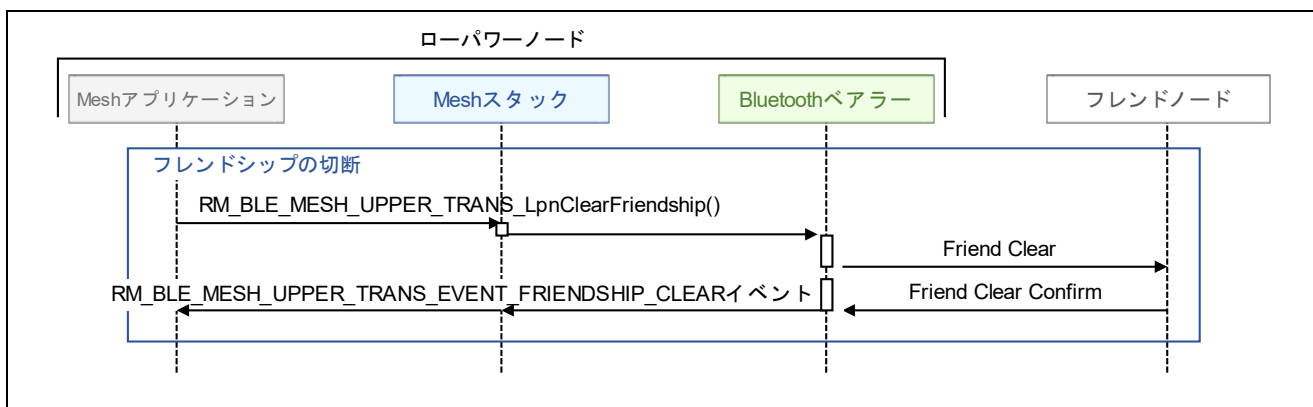 ローパワーノード
Meshアプリケーション
Meshスタック
Bluetoothベアラー
フレンドノード
フレンドシップの切断
RM_BLE_MESH_UPPER_TRANS_LpnClearFriendship()
Friend Clear
RM_BLE_MESH_UPPER_TRANS_EVENT_FRIENDSHIP_CLEARイベント
Friend Clear Confirm